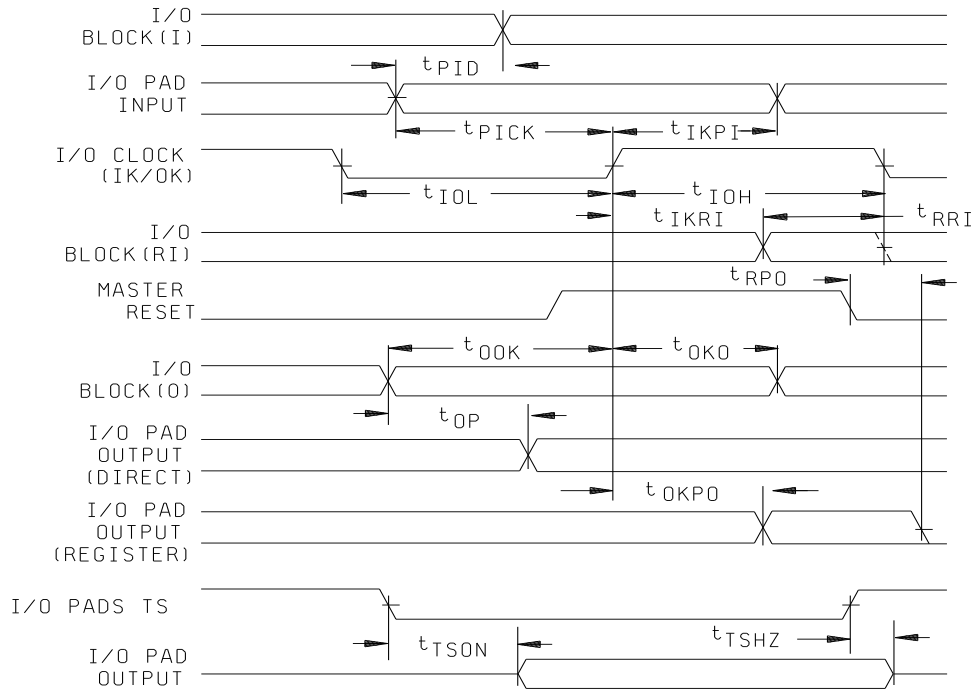 I/O
BLOCK(I)
tPID
I/O PAD
INPUT
tPICK
tIKPI
I/O CLOCK
(IK/OK)
tIOL
tIOH
tIKRI
tRRI
I/O
BLOCK(RI)
tRPO
MASTER
RESET
tOOK
tOKO
I/O
BLOCK(O)
tOP
I/O PAD
OUTPUT
(DIRECT)
tOKPO
I/O PAD
OUTPUT
(REGISTER)
I/O PADS TS
tTSON
tTSHZ
I/O PAD
OUTPUT